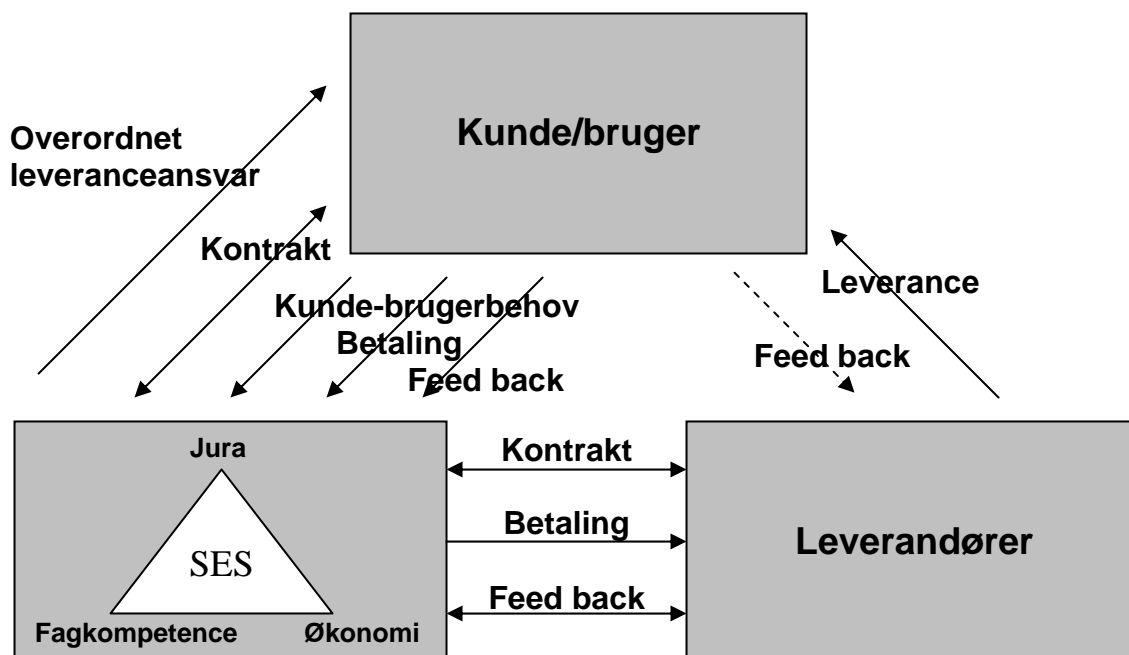 Kunde/bruger
Overordnet
leveranceansvar
Kontrakt
Kunde-brugerbehov
Betaling
Feed back
Leverance
Feed back
Jura
SES
Fagkompetence
Økonomi
Kontrakt
Betaling
Feed back
Leverandører